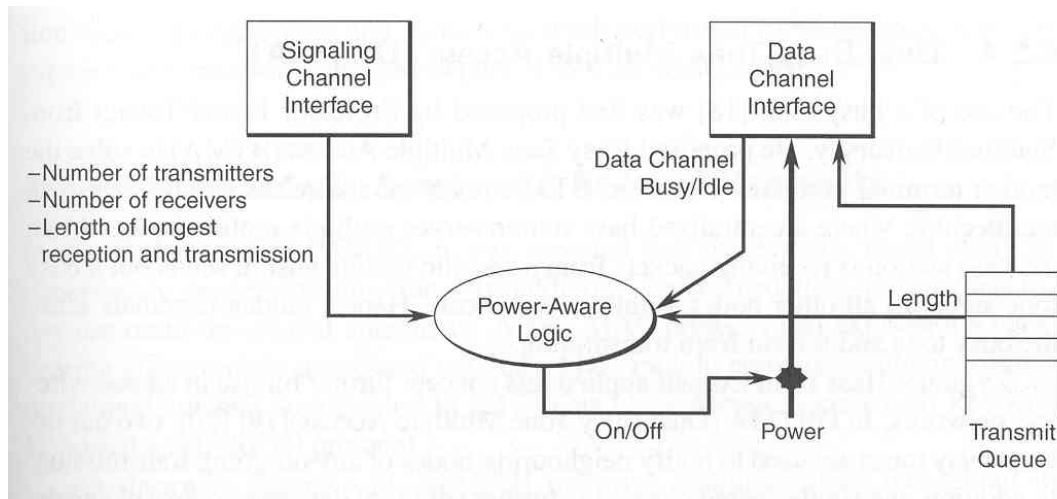 Signaling
Channel
Interface
Data
Channel
Interface
–Number of transmitters
–Number of receivers
–Length of longest
reception and transmission
Data Channel
Busy/Idle
Power-Aware
Logic
Length
On/Off
Power
Transmit
Queue